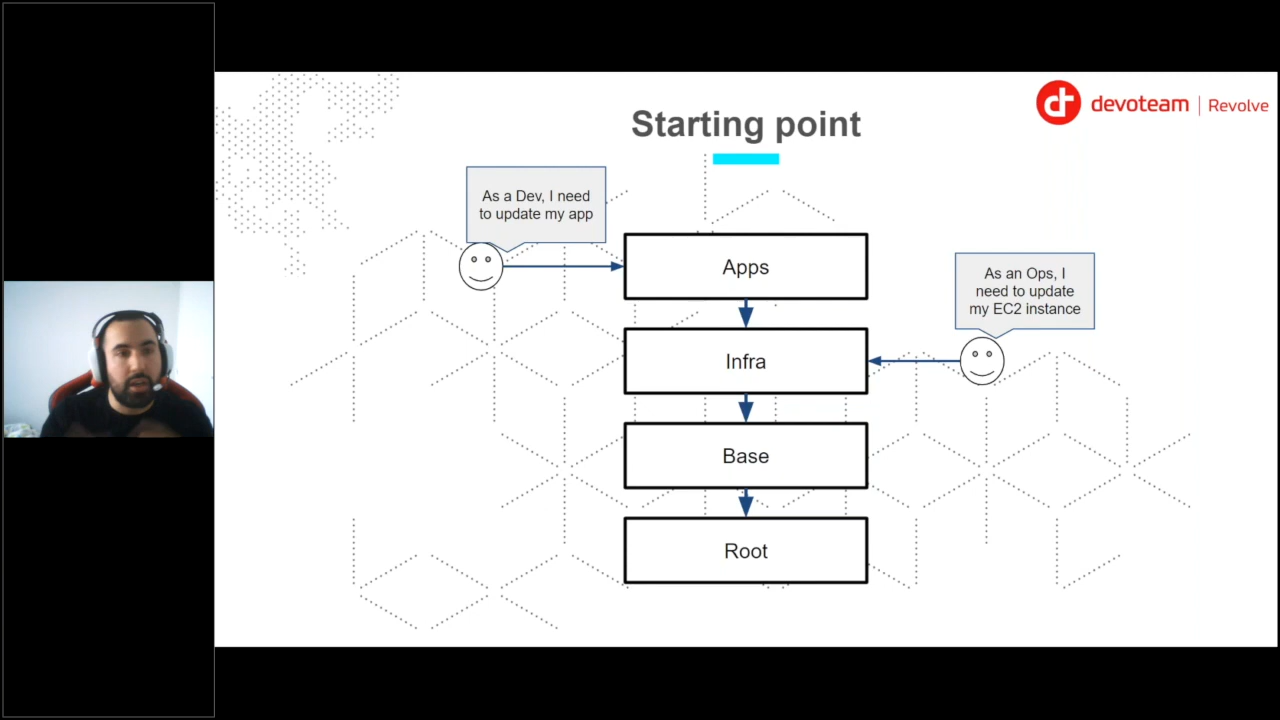 devoteam | Revolve
Starting point
As a Dev, I need
to update my app
Apps
As an Ops, I
need to update
my EC2 instance
Infra
Base
Root